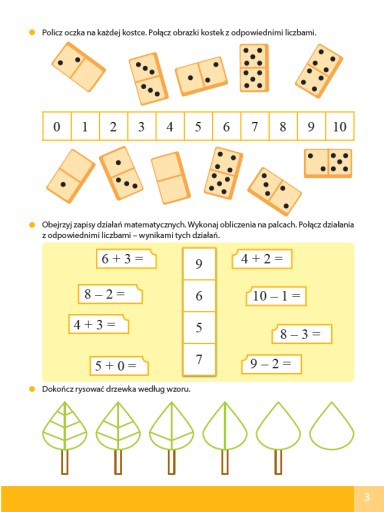 Policz oczka na każdej kostce. Połącz obrazki kostek z odpowiednimi liczbami.
0 1 2 3 4 5 6 7 8 9 10
Obejrzyj zapisy działań matematycznych. Wykonaj obliczenia na palcach. Połącz działania
z odpowiednimi liczbami – wynikami tych działań.
6 + 3 =
9
4 + 2 =
8 – 2 =
6
10 – 1 =
4 + 3 =
5
8 – 3 =
5 + 0 =
7
9 – 2 =
Dokończ rysować drzewka według wzoru.
3